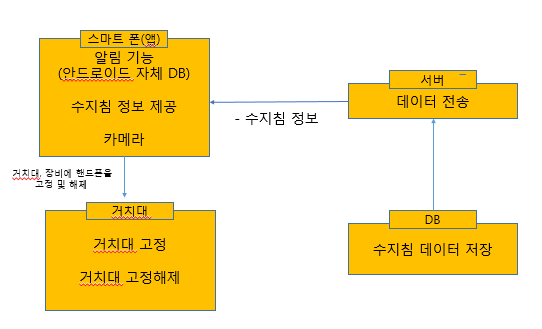 스마트 폰(앱)
알림 기능
(안드로이드 자체 DB)
수지침 정보 제공
카메라
서버
데이터 전송
- 수지침 정보
거치대, 장비에 핸드폰을
고정 및 해제
거치대
거치대 고정
거치대 고정해제
DB
수지침 데이터 저장